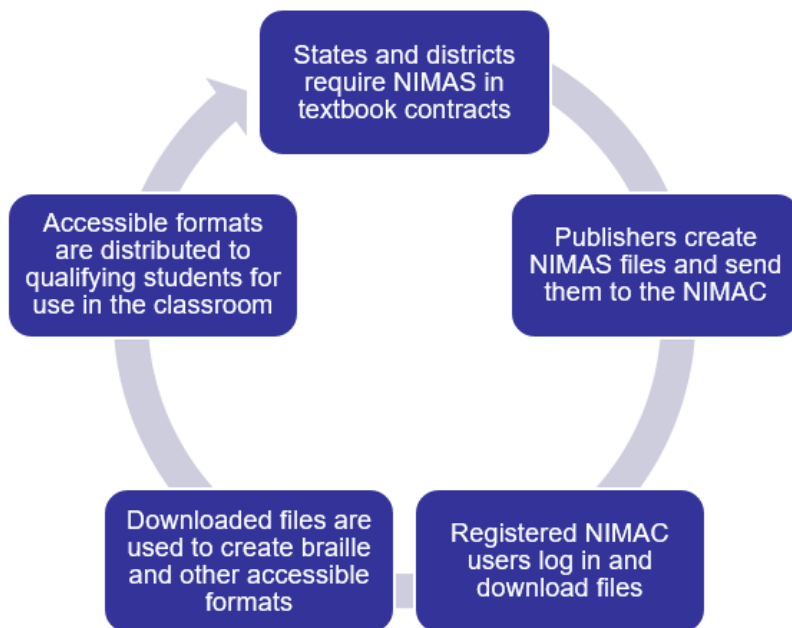 States and districts
require NIMAS in
textbook contracts
Publishers create
NIMAS files and send
them to the NIMAC
Registered NIMAC
users log in and
download files
Downloaded files are
used to create braille
and other accessible
formats
Accessible formats
are distributed to
qualifying students for
use in the classroom